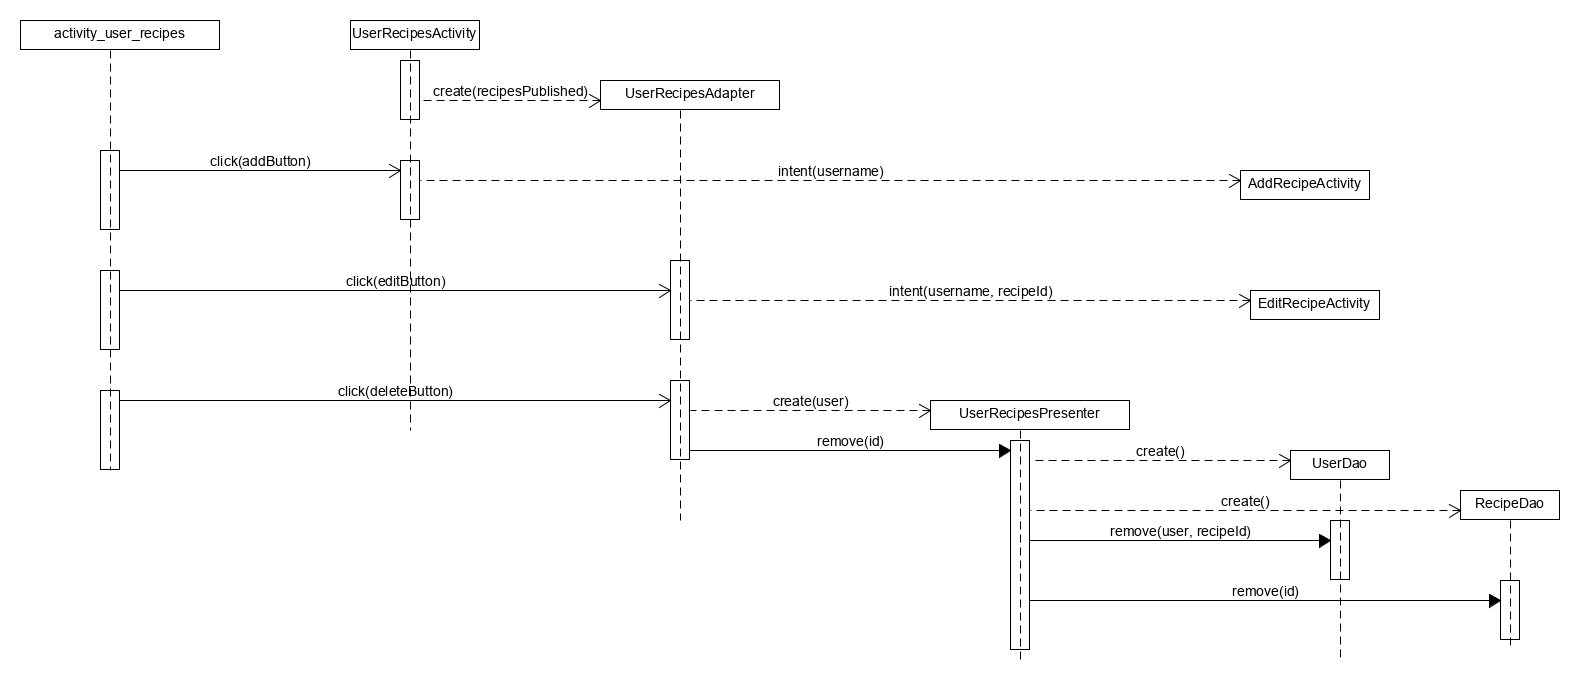 activity_user_recipes
UserRecipesActivity
create(recipesPublished)
UserRecipesAdapter
click(addButton)
intent(username)
AddRecipeActivity
click(editButton)
intent(username, recipeId)
EditRecipeActivity
click(deleteButton)
create(user)
UserRecipesPresenter
remove(id)
create()
UserDao
create()
RecipeDao
remove(user, recipeId)
remove(id)